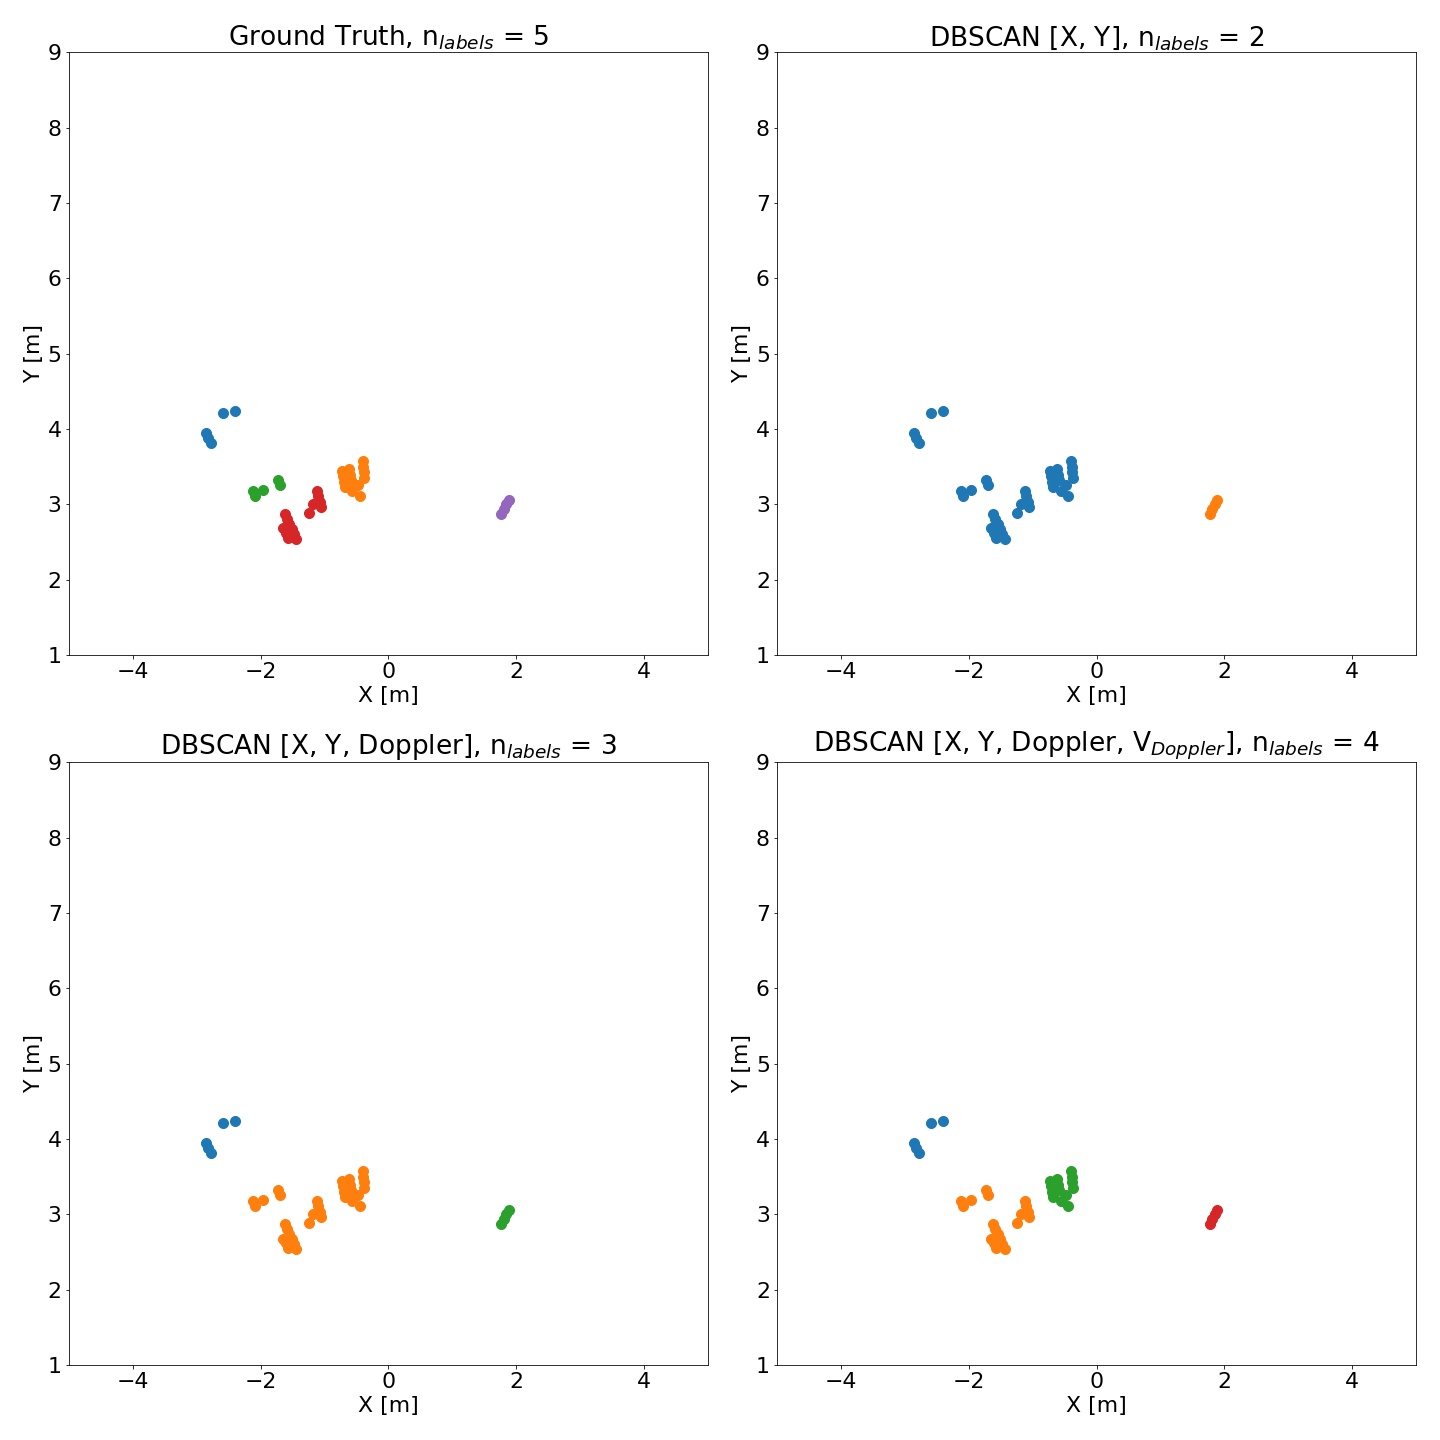 Ground Truth, n_labels = 5
9
8
7
6
5
4
3
2
1
Y [m]
−4 −2 0 2 4
X [m]
DBSCAN [X, Y], n_labels = 2
9
8
7
6
5
4
3
2
1
Y [m]
−4 −2 0 2 4
X [m]
DBSCAN [X, Y, Doppler], n_labels = 3
9
8
7
6
5
4
3
2
1
Y [m]
−4 −2 0 2 4
X [m]
DBSCAN [X, Y, Doppler, V_Doppler], n_labels = 4
9
8
7
6
5
4
3
2
1
Y [m]
−4 −2 0 2 4
X [m]